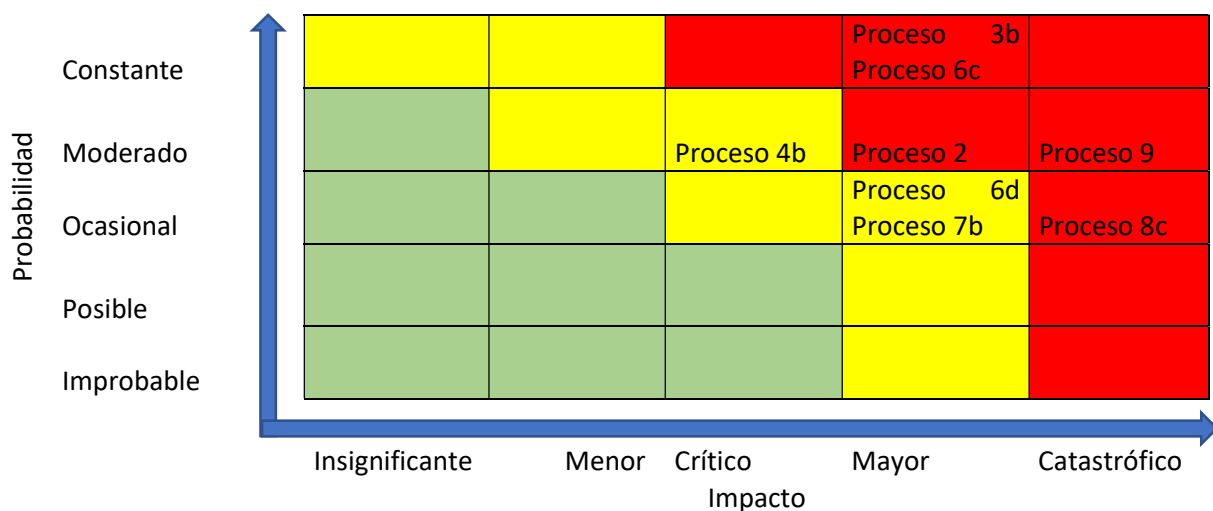 Probabilidad
Constante
Proceso 3b
Proceso 6c
Moderado
Proceso 4b
Proceso 2
Proceso 9
Ocasional
Proceso 6d
Proceso 7b
Proceso 8c
Posible
Improbable
Insignificante
Menor
Crítico
Mayor
Catastrófico
Impacto